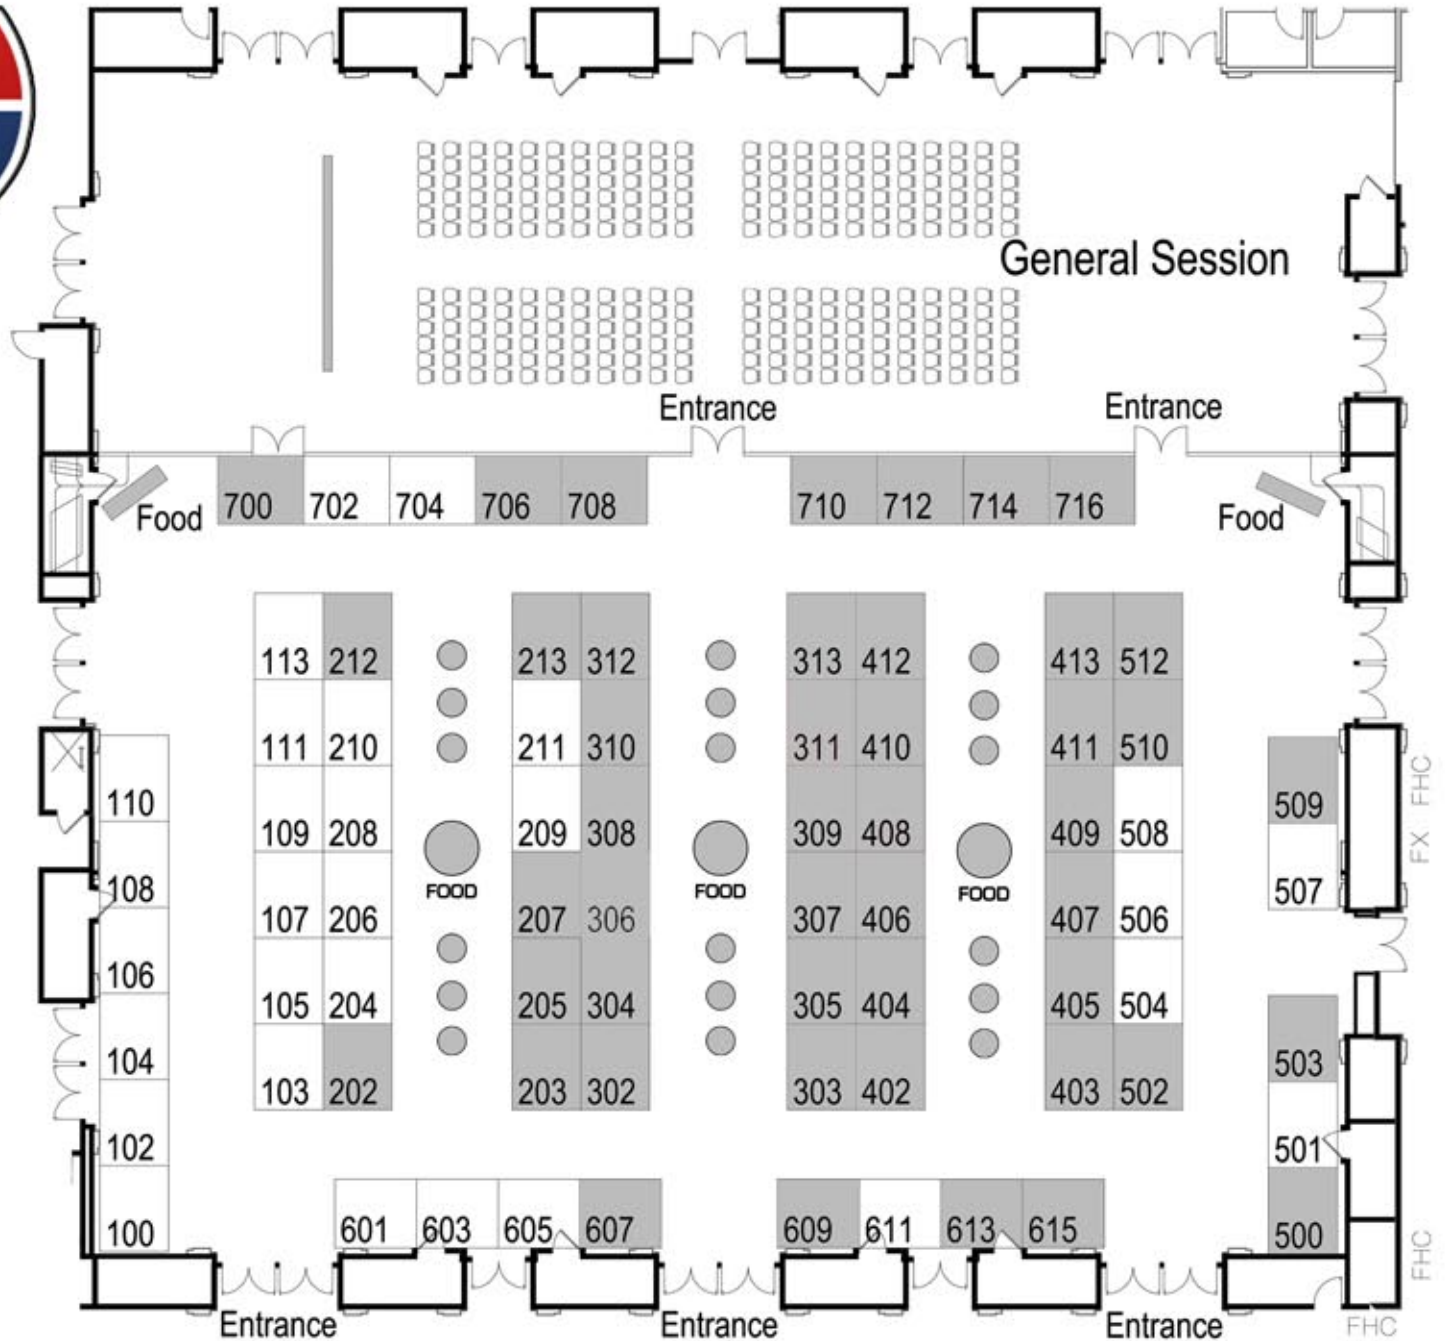 General Session
Entrance
Entrance
Food
700 702 704 706 708
710 712 714 716
Food
113 212
213 312
313 412
413 512
111 210
211 310
311 410
411 510
110
109 208
209 308
309 408
409 508
509
108
FOOD
FOOD
FOOD
507
107 206
207 306
307 406
407 506
106
105 204
205 304
305 404
405 504
104
103 202
203 302
303 402
403 502
503
102
501
100
601 603 605 607
609 611 613 615
500
Entrance
Entrance
Entrance
FHC
FX
FHC
FHC